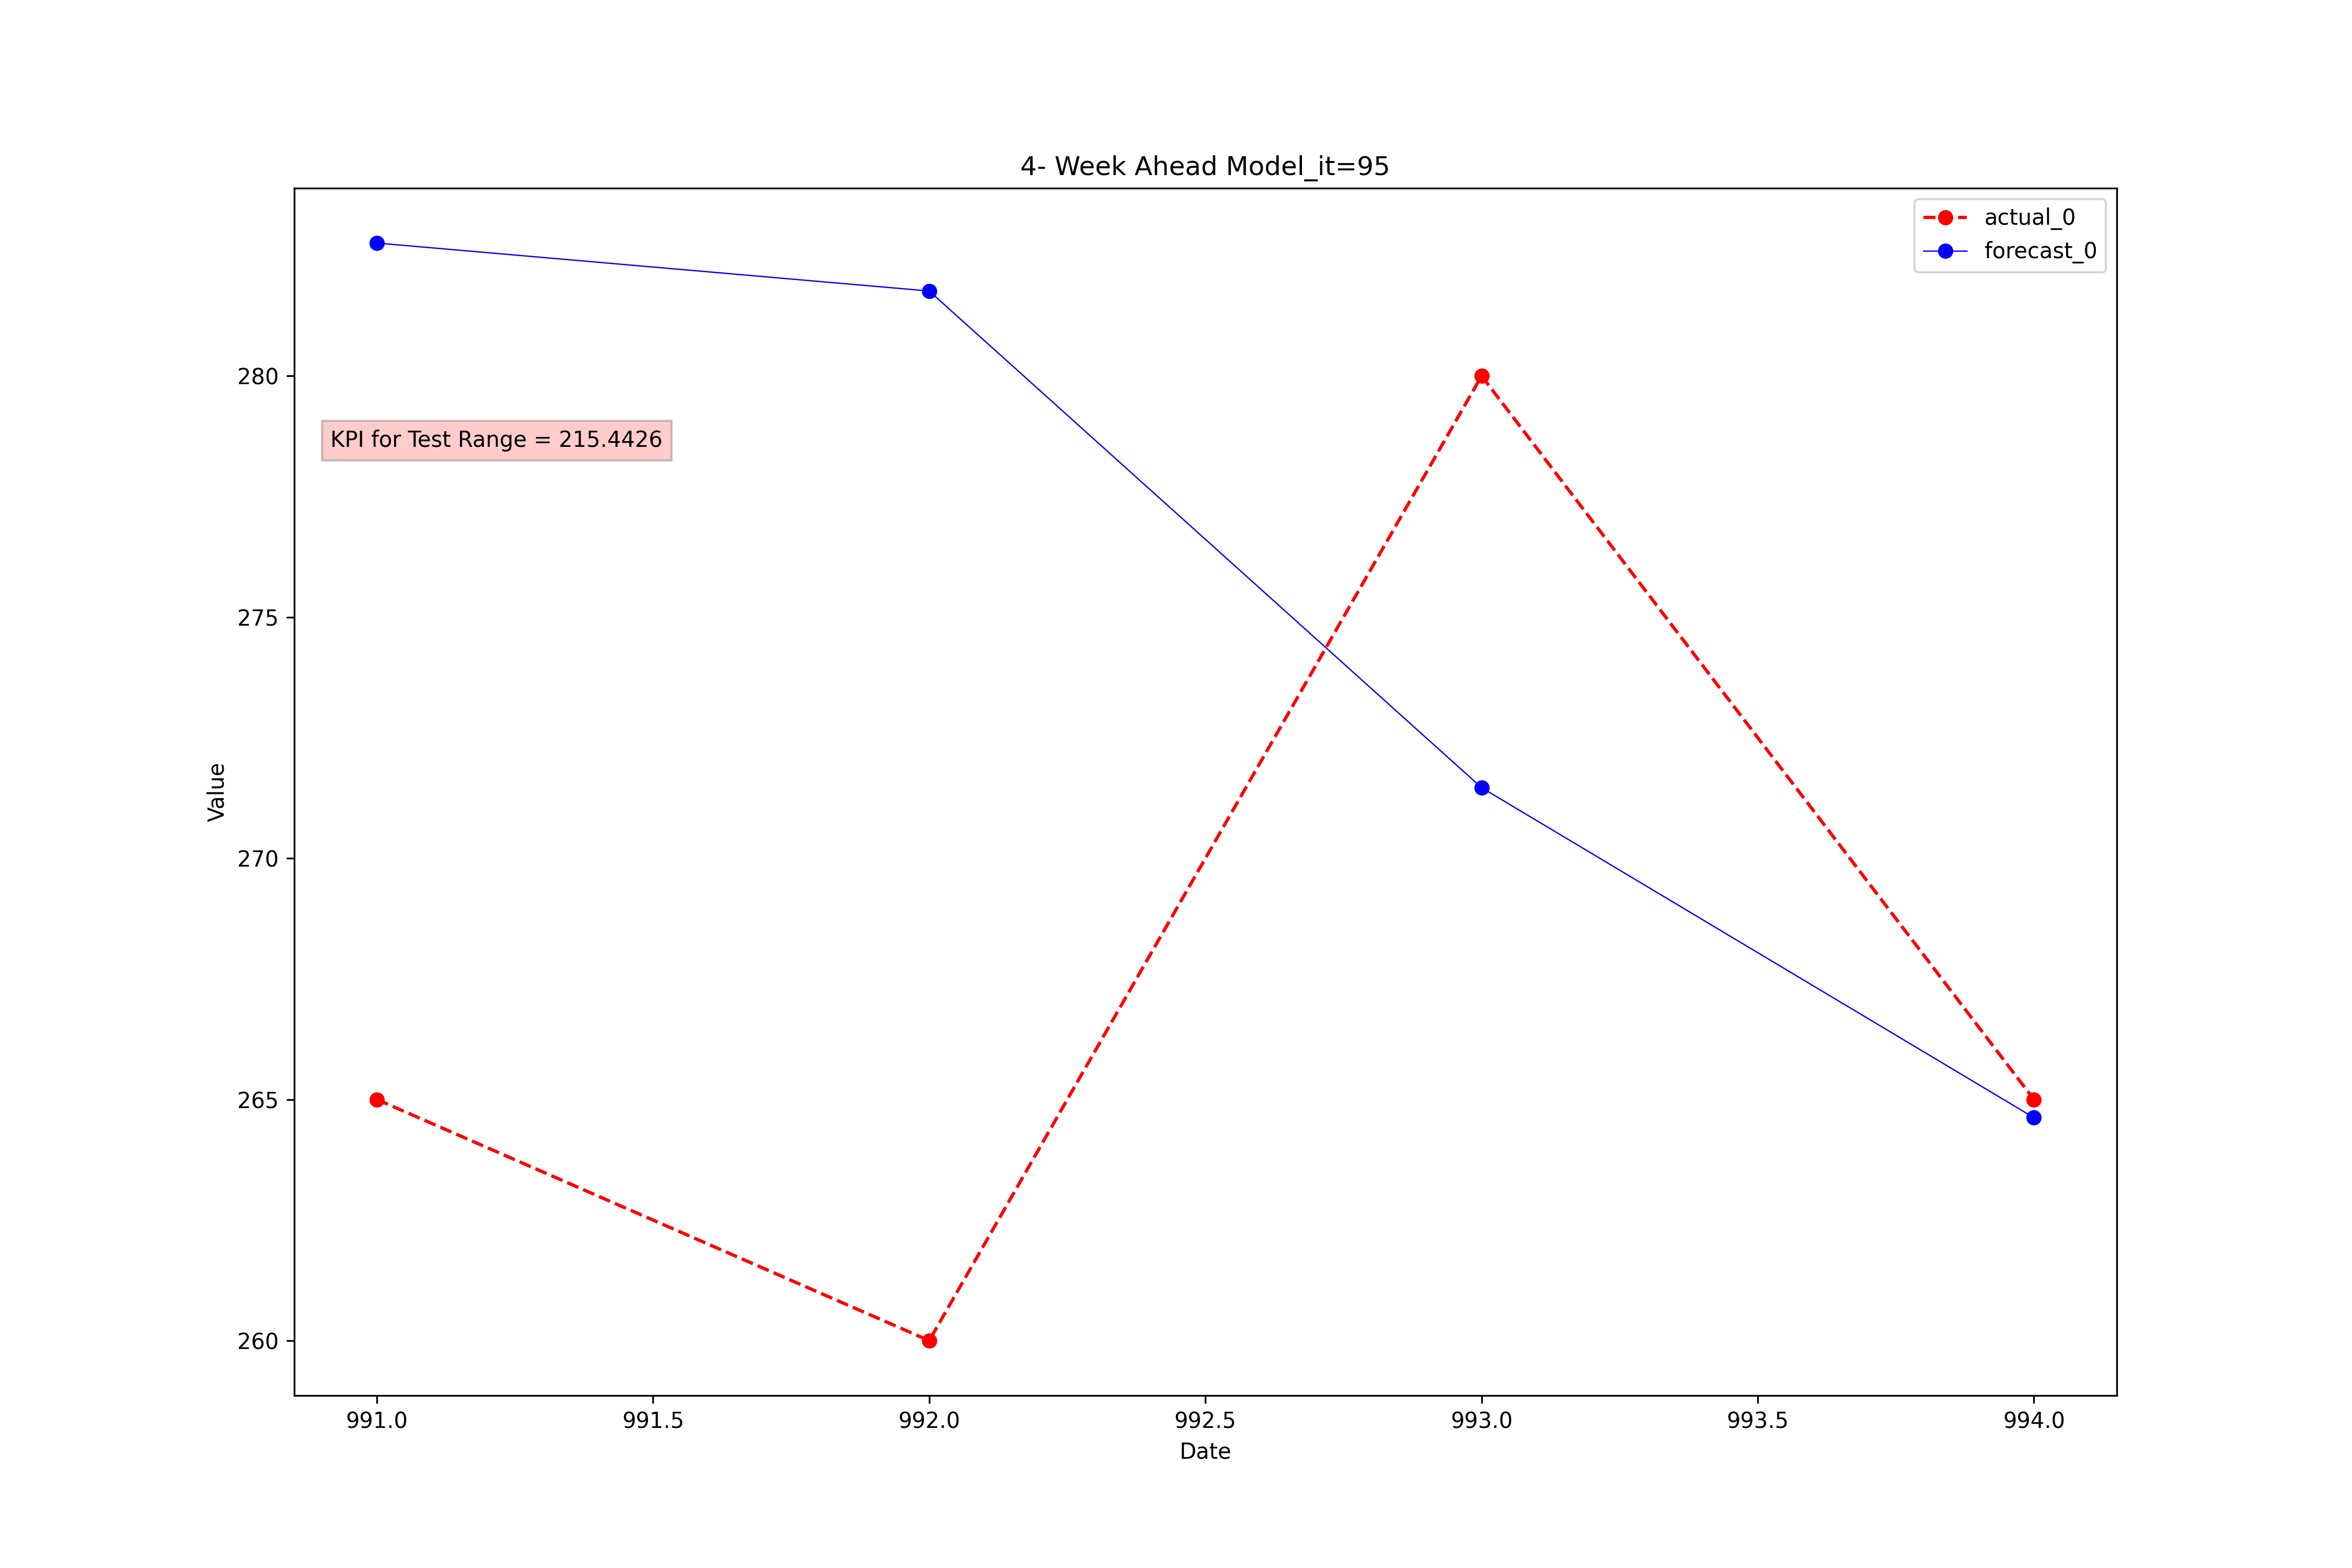 4- Week Ahead Model_it=95
actual_0
forecast_0
KPI for Test Range = 215.4426
Value
280
275
270
265
260
991.0 991.5 992.0 992.5 993.0 993.5 994.0
Date